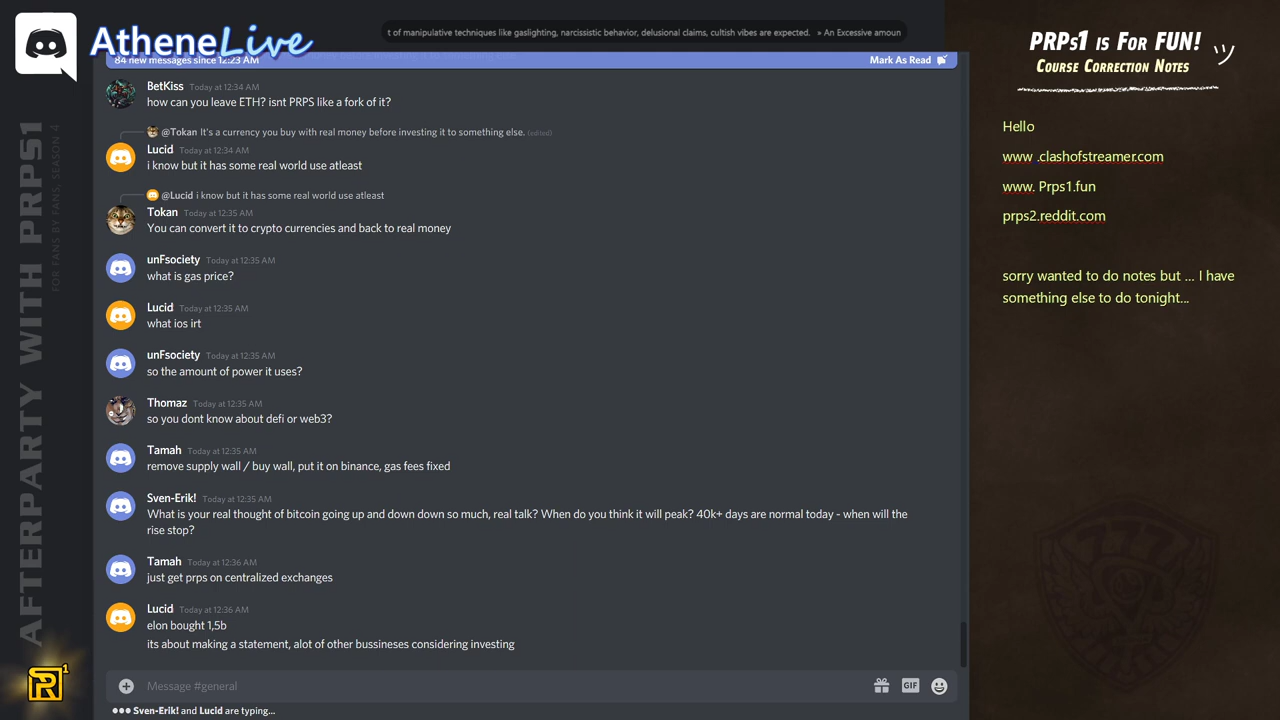 AtheneLive
t of manipulative techniques like gaslighting, narcissistic behavior, delusional claims, cultish vibes are expected.    » An Excessive amoun
84 new messages since 12:23 AM
Mark As Read
BetKiss Today at 12:34 AM
how can you leave ETH? isnt PRPS like a fork of it?
@Tokan It's a currency you buy with real money before investing it to something else. (edited)
Lucid Today at 12:34 AM
i know but it has some real world use atleast
@Lucid i know but it has some real world use atleast
Tokan Today at 12:35 AM
You can convert it to crypto currencies and back to real money
unFsociety Today at 12:35 AM
what is gas price?
Lucid Today at 12:35 AM
what ios irt
unFsociety Today at 12:35 AM
so the amount of power it uses?
Thomaz Today at 12:35 AM
so you dont know about defi or web3?
Tamah Today at 12:35 AM
remove supply wall / buy wall, put it on binance, gas fees fixed
Sven-Erik! Today at 12:35 AM
What is your real thought of bitcoin going up and down down so much, real talk? When do you think it will peak? 40k+ days are normal today - when will the
rise stop?
Tamah Today at 12:36 AM
just get prps on centralized exchanges
Lucid Today at 12:36 AM
elon bought 1,5b
its about making a statement, alot of other bussineses considering investing
Message #general
GIF
Sven-Erik! and Lucid are typing...
AFTERPARTY WITH PRPS1
FOR FANS BY FANS, SEASON 4
1
PRPs1 is For FUN!
Course Correction Notes
ツ
Hello
www .clashofstreamer.com
www. Prps1.fun
prps2.reddit.com
sorry wanted to do notes but ... I have
something else to do tonight...